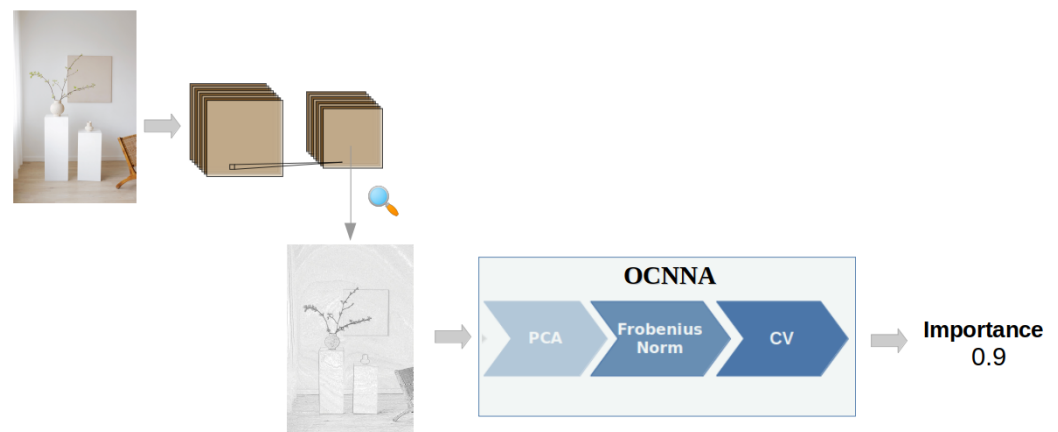 OCNNA
PCA
Frobenius
Norm
CV
Importance
0.9